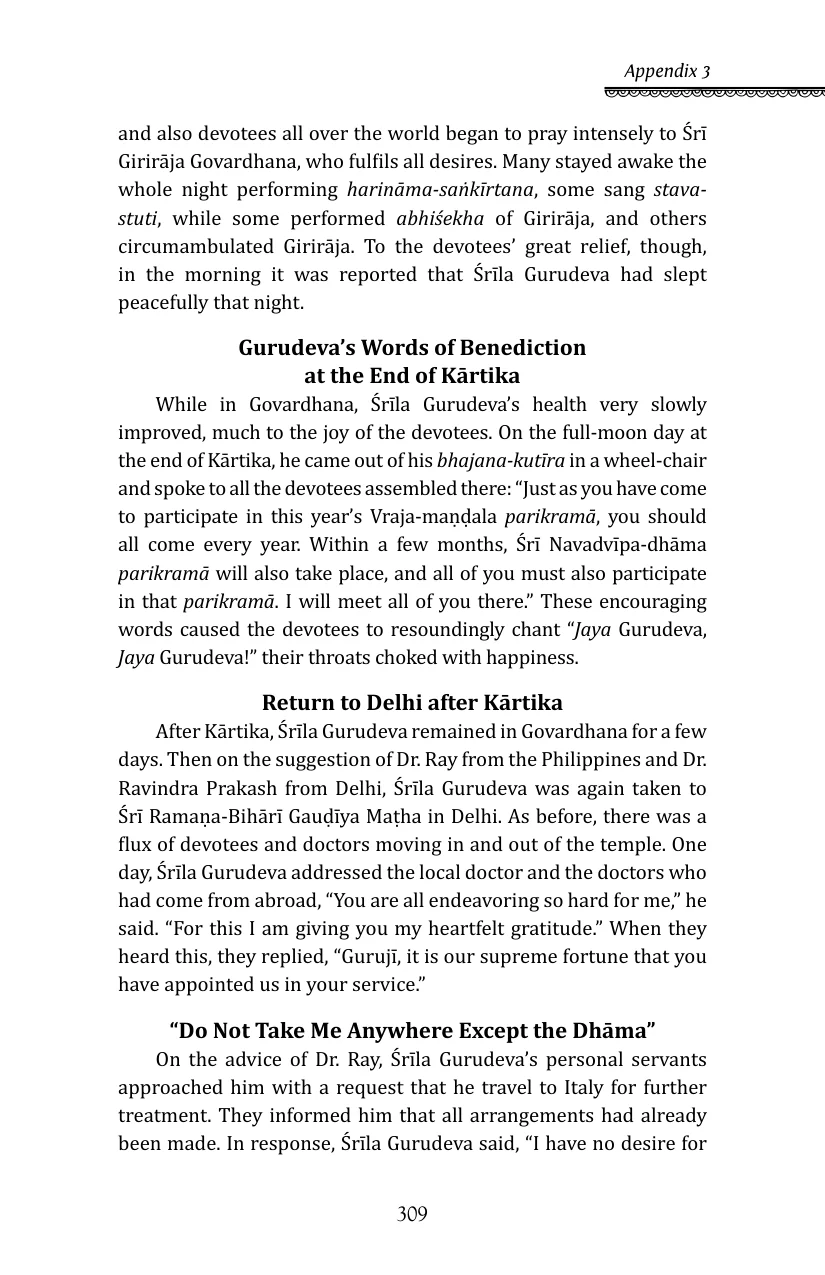 Appendix 3
and also devotees all over the world began to pray intensely to Śrī
Girirāja Govardhana, who fulfils all desires. Many stayed awake the
whole night performing harināma-saṅkīrtana, some sang stava-
stuti, while some performed abhiśekha of Girirāja, and others
circumambulated Girirāja. To the devotees’ great relief, though,
in the morning it was reported that Śrīla Gurudeva had slept
peacefully that night.
Gurudeva’s Words of Benediction
at the End of Kārtika
While in Govardhana, Śrīla Gurudeva’s health very slowly
improved, much to the joy of the devotees. On the full-moon day at
the end of Kārtika, he came out of his bhajana-kutīra in a wheel-chair
and spoke to all the devotees assembled there: “Just as you have come
to participate in this year’s Vraja-maṇḍala parikramā, you should
all come every year. Within a few months, Śrī Navadvīpa-dhāma
parikramā will also take place, and all of you must also participate
in that parikramā. I will meet all of you there.” These encouraging
words caused the devotees to resoundingly chant “Jaya Gurudeva,
Jaya Gurudeva!” their throats choked with happiness.
Return to Delhi after Kārtika
After Kārtika, Śrīla Gurudeva remained in Govardhana for a few
days. Then on the suggestion of Dr. Ray from the Philippines and Dr.
Ravindra Prakash from Delhi, Śrīla Gurudeva was again taken to
Śrī Ramaṇa-Bihārī Gauḍīya Maṭha in Delhi. As before, there was a
flux of devotees and doctors moving in and out of the temple. One
day, Śrīla Gurudeva addressed the local doctor and the doctors who
had come from abroad, “You are all endeavoring so hard for me,” he
said. “For this I am giving you my heartfelt gratitude.” When they
heard this, they replied, “Gurujī, it is our supreme fortune that you
have appointed us in your service.”
“Do Not Take Me Anywhere Except the Dhāma”
On the advice of Dr. Ray, Śrīla Gurudeva’s personal servants
approached him with a request that he travel to Italy for further
treatment. They informed him that all arrangements had already
been made. In response, Śrīla Gurudeva said, “I have no desire for
309